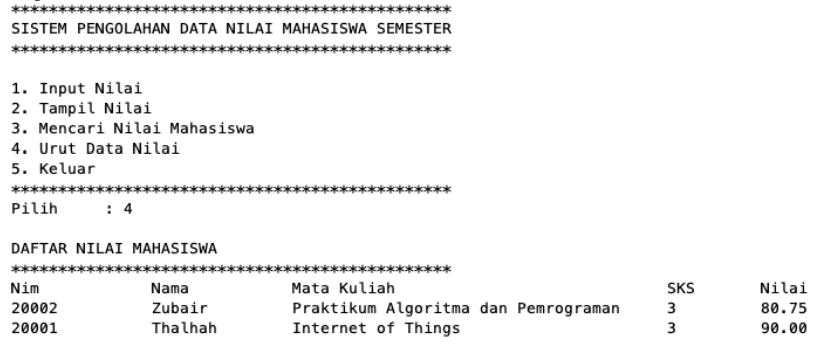 ***********************************************
SISTEM PENGOLAHAN DATA NILAI MAHASISWA SEMESTER
***********************************************
1. Input Nilai
2. Tampil Nilai
3. Mencari Nilai Mahasiswa
4. Urut Data Nilai
5. Keluar
***********************************************
Pilih     : 4
DAFTAR NILAI MAHASISWA
***********************************************
Nim            Nama           Mata Kuliah                             SKS       Nilai
20002          Zubair         Praktikum Algoritma dan Pemrograman     3         80.75
20001          Thalhah        Internet of Things                      3         90.00